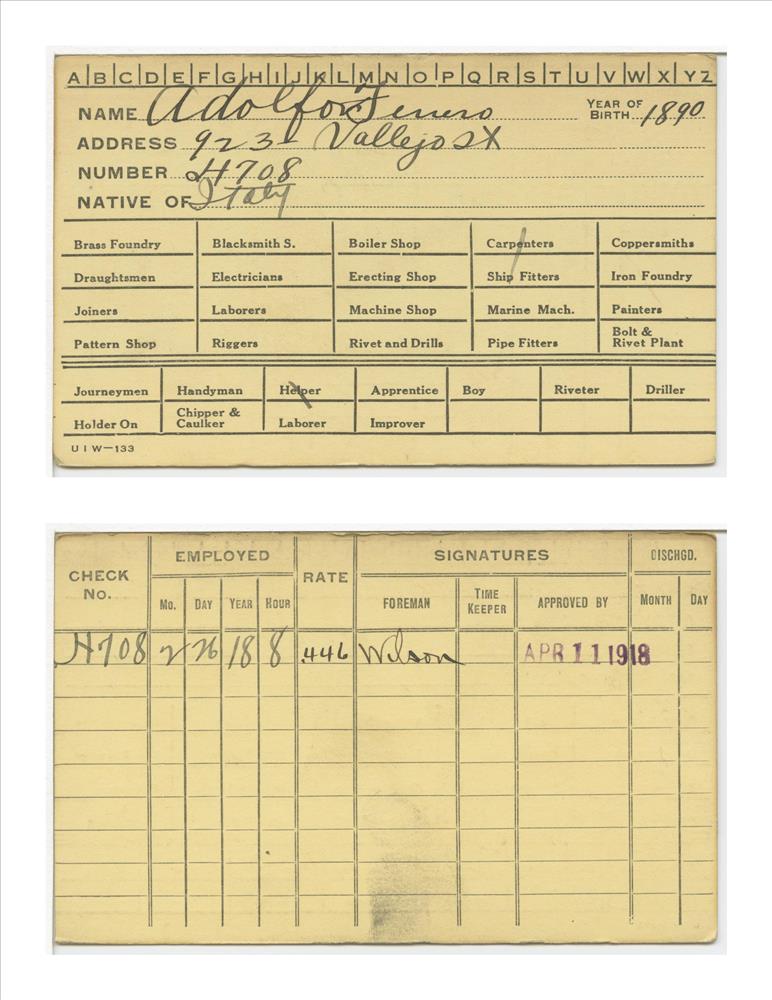 A B C D E F G H I J K L M N O P Q R S T U V W X Y Z
NAME Adolfo YEAR OF BIRTH 1890
ADDRESS 923 Vallejo St
NUMBER H708
NATIVE OF Italy
Brass Foundry Blacksmith S. Boiler Shop Carpenters Coppersmiths
Draughtsmen Electricians Erecting Shop Ship Fitters Iron Foundry
Joiners Laborers Machine Shop Marine Mach. Painters
Pattern Shop Riggers Rivet and Drills Pipe Fitters Bolt & Rivet Plant
Journeymen Handyman Helper Apprentice Boy Riveter Driller
Holder On Chipper & Caulker Laborer Improver
U I W—133
CHECK No. EMPLOYED RATE SIGNATURES DISCHGD.
Mo. DAY YEAR HOUR FOREMAN TIME KEEPER APPROVED BY MONTH DAY
H708 2 26 18 8 .446 Wilson APR 11 1918